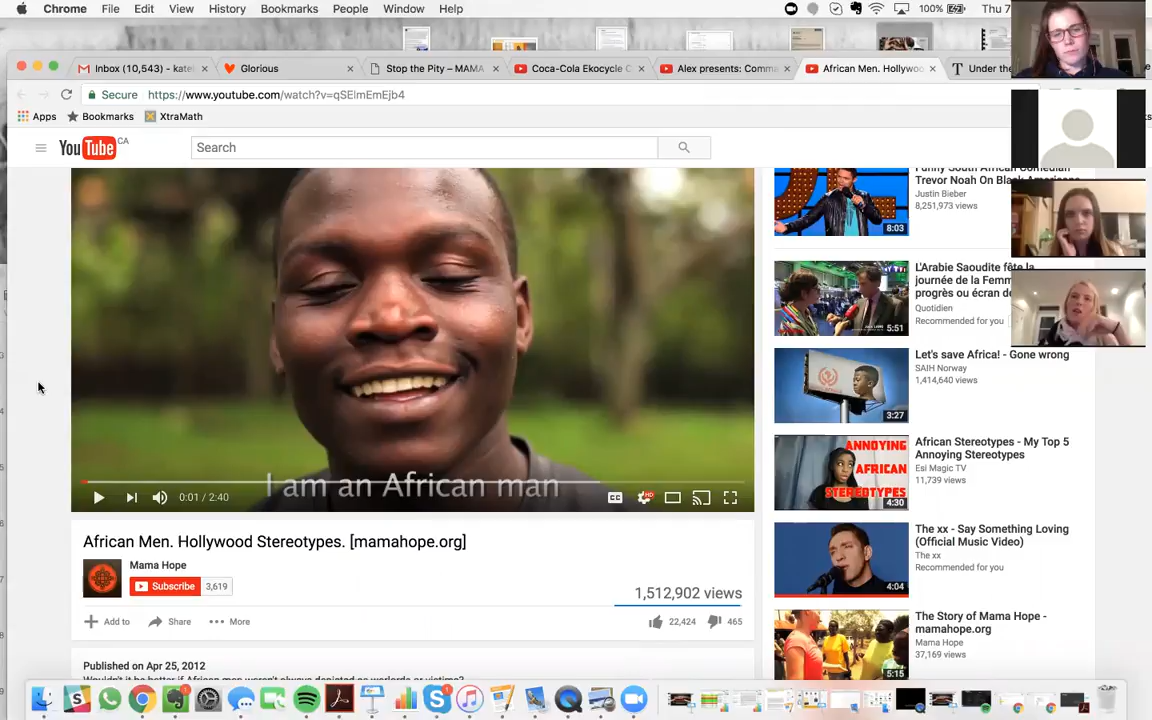 Chrome File Edit View History Bookmarks People Window Help
100% Thu 7
Inbox (10,543) - kate
Glorious
Stop the Pity – MAMA
Coca-Cola Ekocycle C
Alex presents: Comma
African Men. Hollywoo
Under the
Secure https://www.youtube.com/watch?v=qSElmEmEjb4
Apps Bookmarks XtraMath
YouTube CA
Search
I am an African man
0:01 / 2:40
CC
HD
African Men. Hollywood Stereotypes. [mamahope.org]
Mama Hope
Subscribe 3,619
1,512,902 views
Add to Share More
22,424 465
Published on Apr 25, 2012
Funny South African Comedian
Trevor Noah On Black Americans
Justin Bieber
8,251,973 views
8:03
L'Arabie Saoudite fête la
journée de la Femm
progrès ou écran de
Quotidien
Recommended for you
5:51
Let's save Africa! - Gone wrong
SAIH Norway
1,414,640 views
3:27
African Stereotypes - My Top 5
Annoying Stereotypes
Esi Magic TV
11,739 views
ANNOYING
AFRICAN
STEREOTYPES
4:30
The xx - Say Something Loving
(Official Music Video)
The xx
Recommended for you
4:04
The Story of Mama Hope -
mamahope.org
Mama Hope
37,169 views
5:15